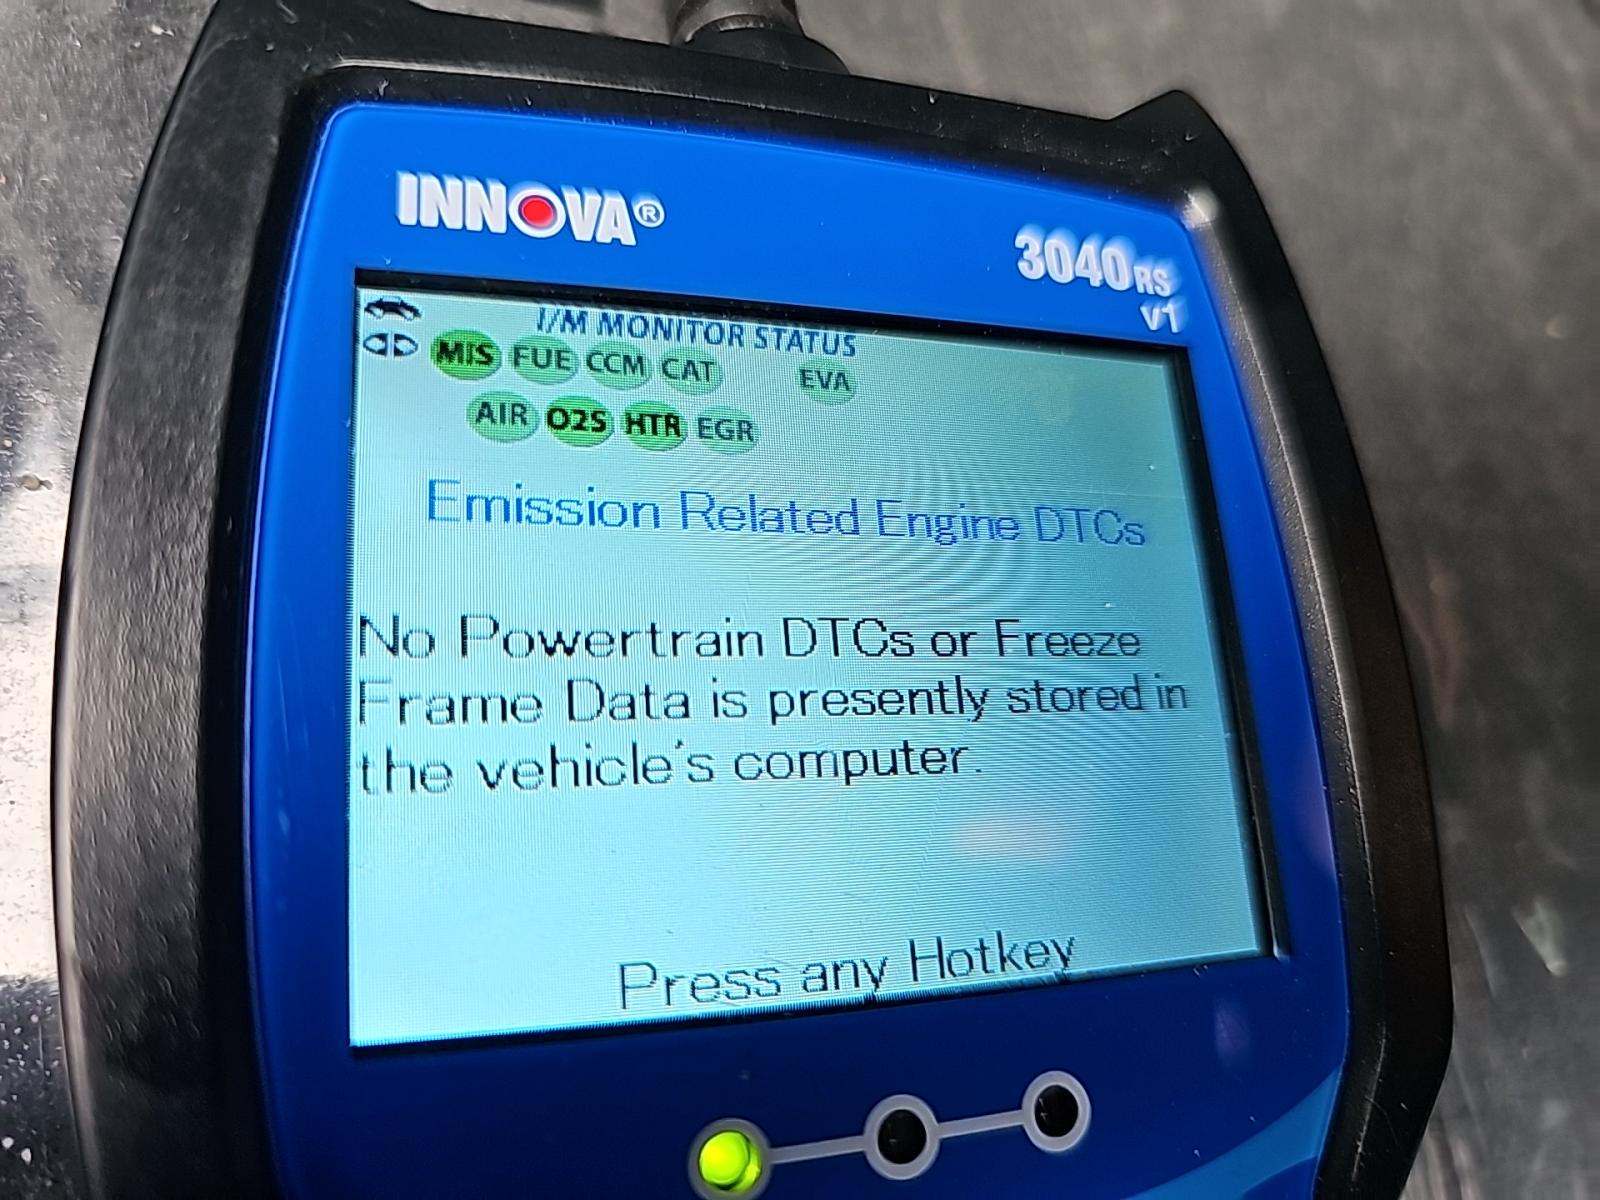 INNOVA®
3040RS
v1
I/M MONITOR STATUS
MIS FUE CCM CAT EVA
AIR O2S HTR EGR
Emission Related Engine DTCs
No Powertrain DTCs or Freeze
Frame Data is presently stored in
the vehicle's computer.
Press any Hotkey